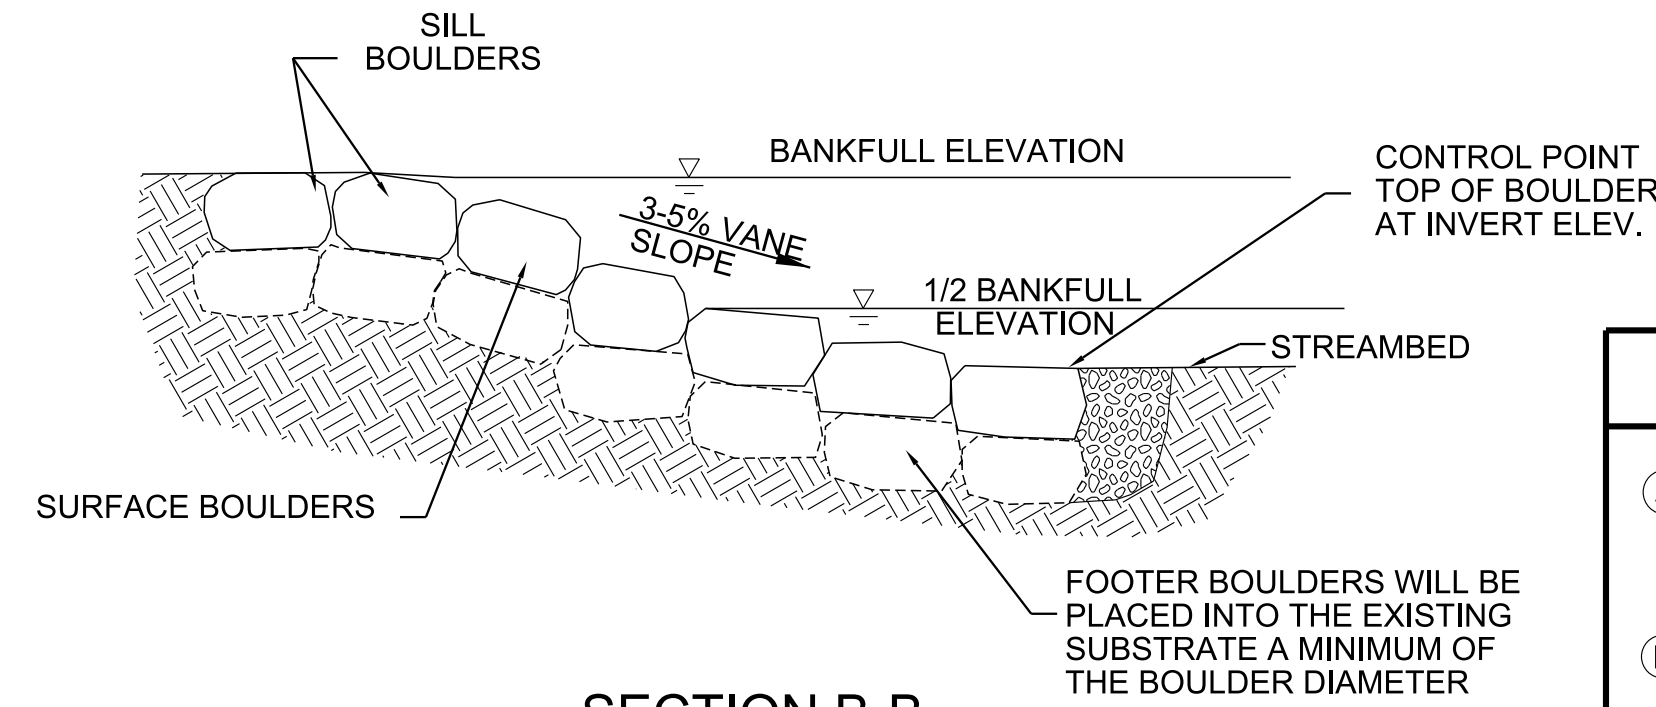 SILL
BOULDERS
BANKFULL ELEVATION
CONTROL POINT
TOP OF BOULDER
AT INVERT ELEV.
3-5% VANE
SLOPE
1/2 BANKFULL
ELEVATION
STREAMBED
SURFACE BOULDERS
FOOTER BOULDERS WILL BE
PLACED INTO THE EXISTING
SUBSTRATE A MINIMUM OF
THE BOULDER DIAMETER
SECTION B-B